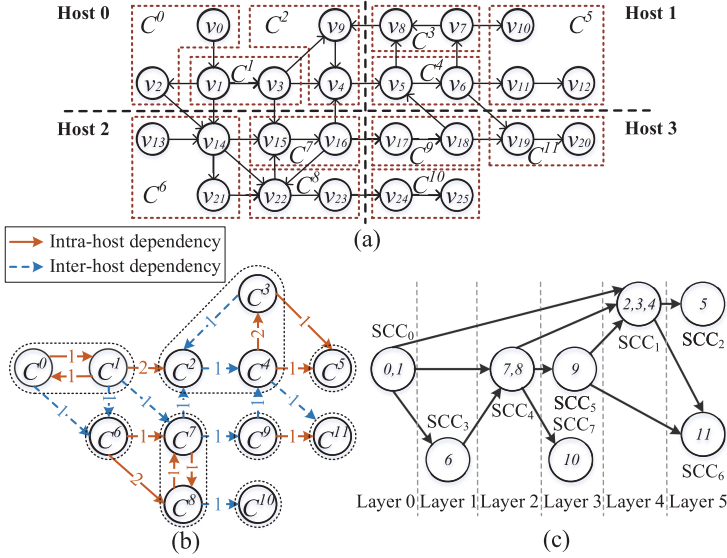 Host 0
Host 1
C⁰ v₀ C² v₉ v₈ v₇ v₁₀ C⁵
C³
v₂ v₁ C¹ v₃ v₄ v₅ C⁴ v₆ v₁₁ v₁₂
Host 2
Host 3
v₁₃ v₁₄ v₁₅ C⁷ v₁₆ v₁₇ C⁹ v₁₈ v₁₉ C¹¹ v₂₀
C⁶ v₂₁ v₂₂ C⁸ v₂₃ v₂₄ C¹⁰ v₂₅
(a)
Intra-host dependency
Inter-host dependency
C³
1 2 1
C⁰ 1 1 C¹ 2 C² 1 C⁴ 1 C⁵
1 1 1 1 1 1
C⁶ 1 C⁷ 1 C⁹ 1 C¹¹
2 1 1
C⁸ 1 C¹⁰
(b)
2,3,4 5
SCC₀ SCC₁ SCC₂
0,1 7,8 9
SCC₃ SCC₄ SCC₅
SCC₇
6 10 11
SCC₆
Layer 0 Layer 1 Layer 2 Layer 3 Layer 4 Layer 5
(c)